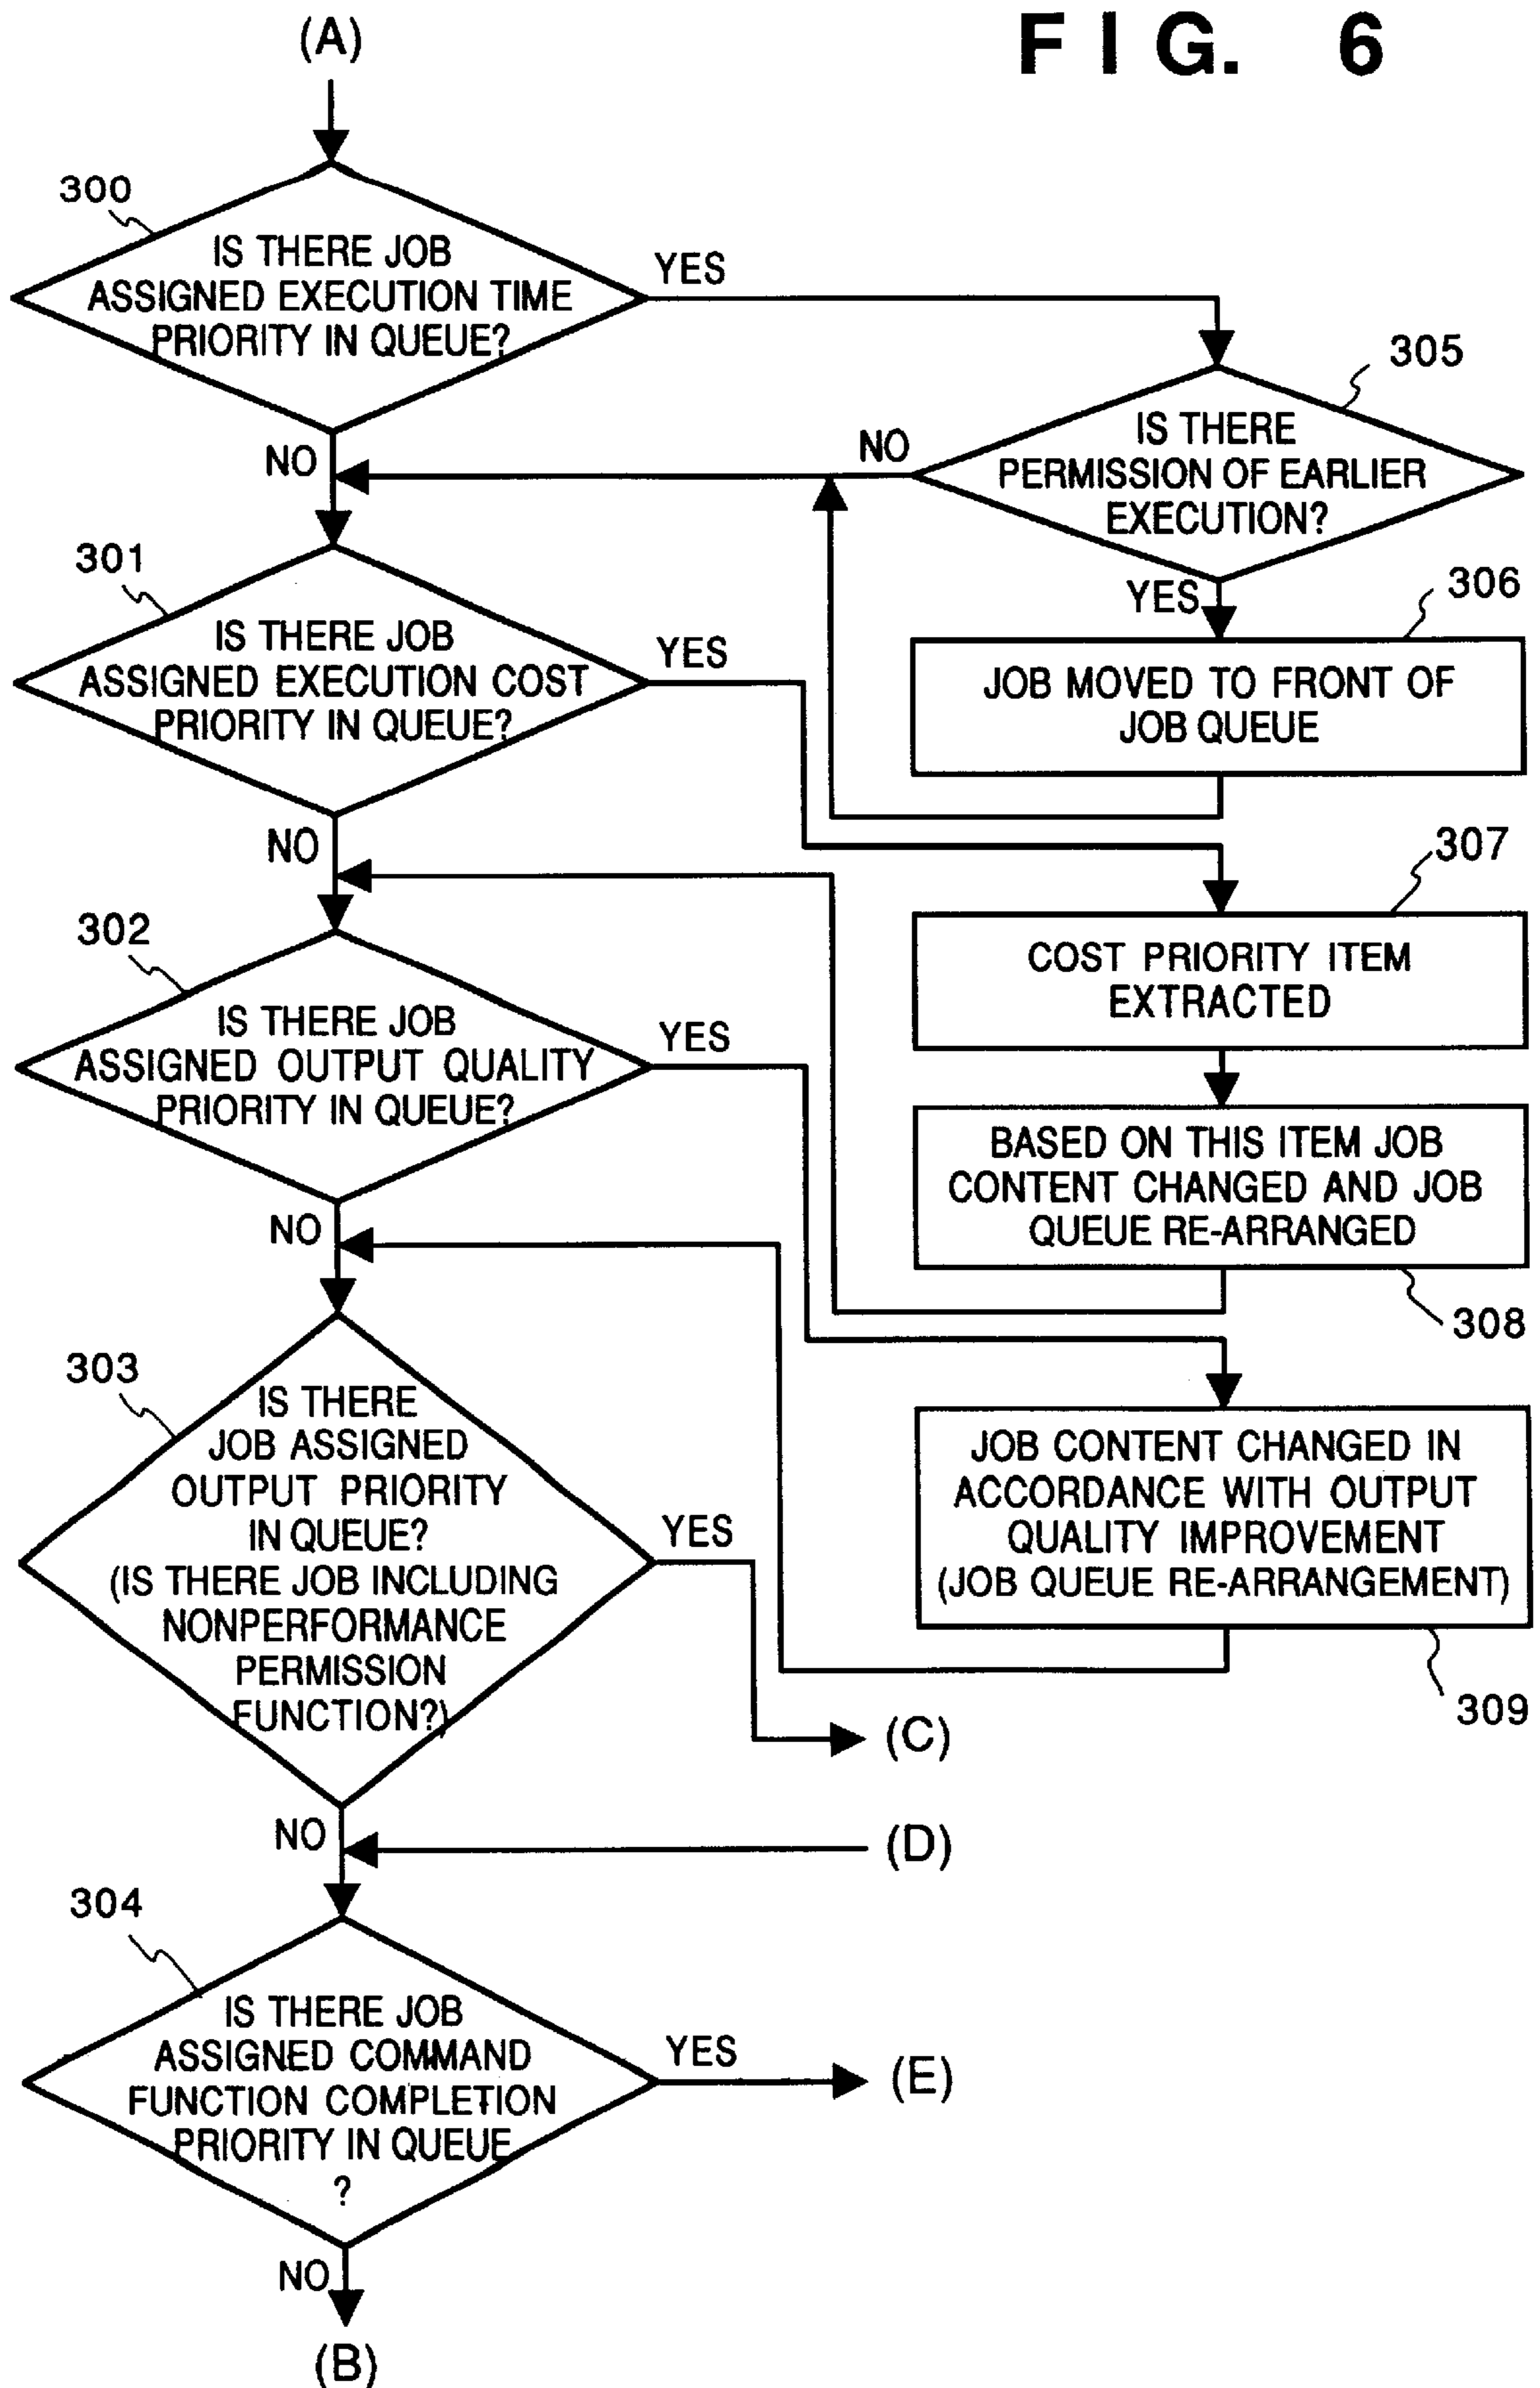 (A)
FIG. 6
300
IS THERE JOB
ASSIGNED EXECUTION TIME
PRIORITY IN QUEUE?
YES
NO
305
IS THERE
PERMISSION OF EARLIER
EXECUTION?
NO
YES
306
JOB MOVED TO FRONT OF
JOB QUEUE
301
IS THERE JOB
ASSIGNED EXECUTION COST
PRIORITY IN QUEUE?
YES
NO
307
COST PRIORITY ITEM
EXTRACTED
BASED ON THIS ITEM JOB
CONTENT CHANGED AND JOB
QUEUE RE-ARRANGED
308
302
IS THERE JOB
ASSIGNED OUTPUT QUALITY
PRIORITY IN QUEUE?
YES
NO
JOB CONTENT CHANGED IN
ACCORDANCE WITH OUTPUT
QUALITY IMPROVEMENT
(JOB QUEUE RE-ARRANGEMENT)
309
303
IS THERE
JOB ASSIGNED
OUTPUT PRIORITY
IN QUEUE?
(IS THERE JOB INCLUDING
NONPERFORMANCE
PERMISSION
FUNCTION?)
YES
(C)
NO
(D)
304
IS THERE JOB
ASSIGNED COMMAND
FUNCTION COMPLETION
PRIORITY IN QUEUE
?
YES
(E)
NO
(B)